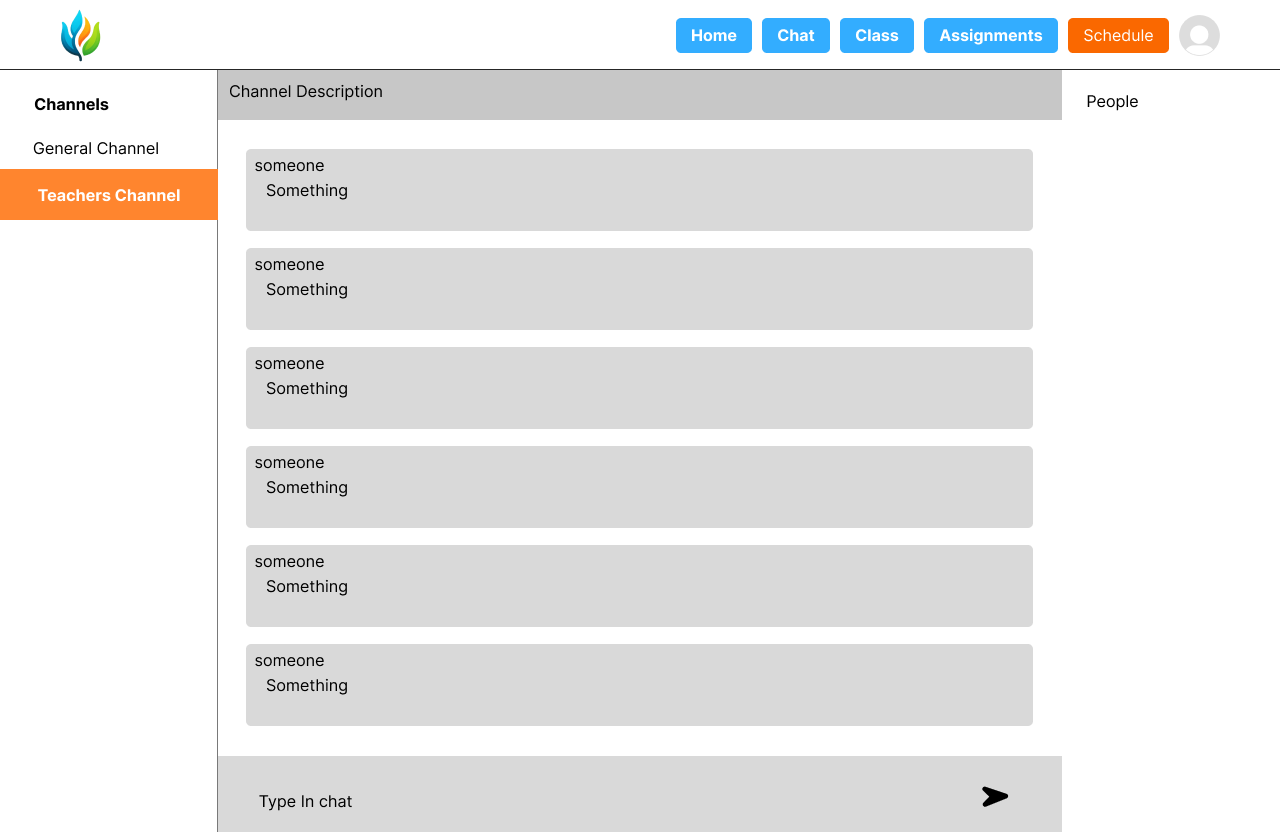 Home
Chat
Class
Assignments
Schedule
Channels
General Channel
Teachers Channel
Channel Description
someone
Something
someone
Something
someone
Something
someone
Something
someone
Something
someone
Something
Type In chat
People